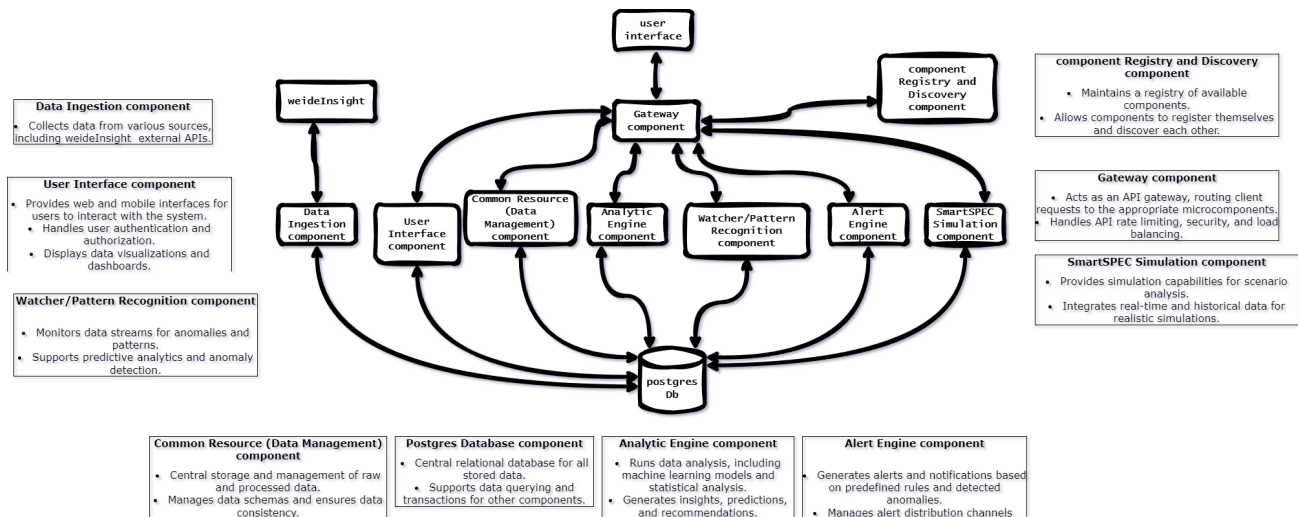 user
interface
component
Registry and
Discovery
component
weideInsight
Gateway
component
Data
Ingestion
component
User
Interface
component
Common Resource
(Data
Management)
component
Analytic
Engine
component
Watcher/Pattern
Recognition
component
Alert
Engine
component
SmartSPEC
Simulation
component
postgres
Db
Data Ingestion component
• Collects data from various sources,
including weideInsight external APIs.
User Interface component
• Provides web and mobile interfaces for
users to interact with the system.
• Handles user authentication and
authorization.
• Displays data visualizations and
dashboards.
Watcher/Pattern Recognition component
• Monitors data streams for anomalies and
patterns.
• Supports predictive analytics and anomaly
detection.
component Registry and Discovery
component
• Maintains a registry of available
components.
• Allows components to register themselves
and discover each other.
Gateway component
• Acts as an API gateway, routing client
requests to the appropriate microcomponents.
• Handles API rate limiting, security, and load
balancing.
SmartSPEC Simulation component
• Provides simulation capabilities for scenario
analysis.
• Integrates real-time and historical data for
realistic simulations.
Common Resource (Data Management)
component
• Central storage and management of raw
and processed data.
• Manages data schemas and ensures data
consistency.
Postgres Database component
• Central relational database for all
stored data.
• Supports data querying and
transactions for other components.
Analytic Engine component
• Runs data analysis, including
machine learning models and
statistical analysis.
• Generates insights, predictions,
and recommendations.
Alert Engine component
• Generates alerts and notifications based
on predefined rules and detected
anomalies.
• Manages alert distribution channels